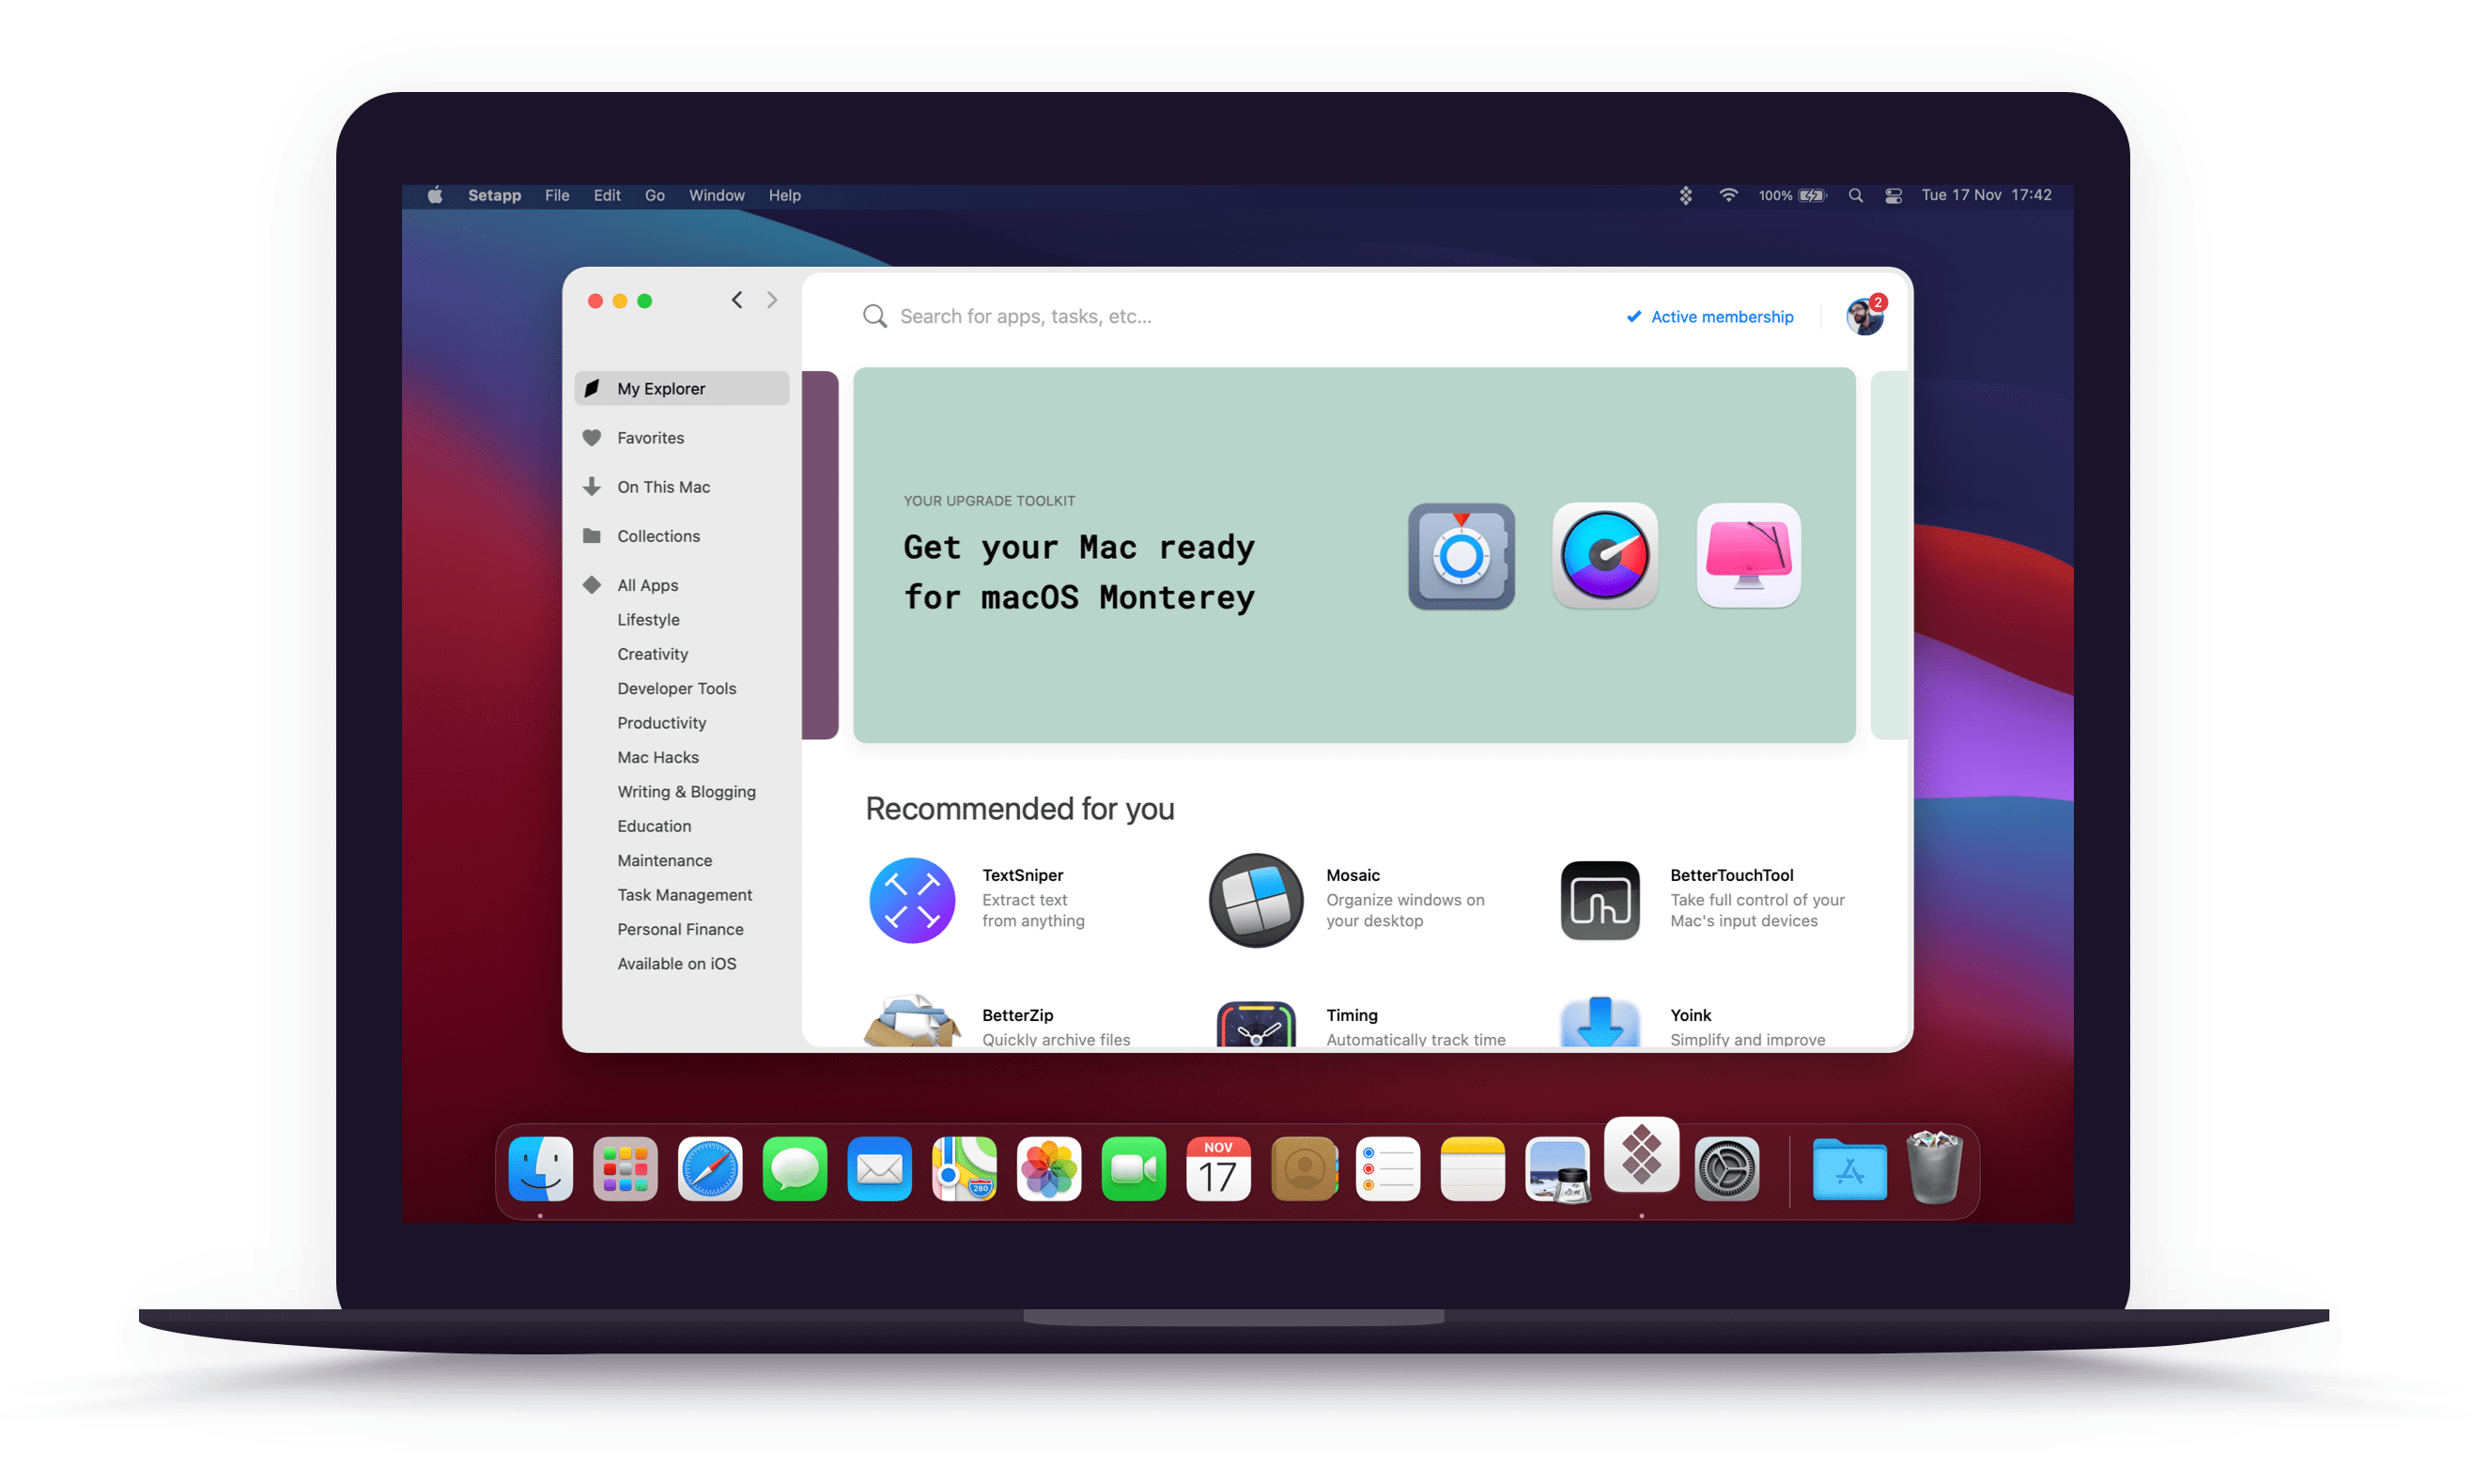 Setapp File Edit Go Window Help
100% Tue 17 Nov 17:42
Search for apps, tasks, etc...
Active membership
2
My Explorer
Favorites
On This Mac
Collections
All Apps
Lifestyle
Creativity
Developer Tools
Productivity
Mac Hacks
Writing & Blogging
Education
Maintenance
Task Management
Personal Finance
Available on iOS
YOUR UPGRADE TOOLKIT
Get your Mac ready
for macOS Monterey
Recommended for you
TextSniper
Extract text
from anything
Mosaic
Organize windows on
your desktop
BetterTouchTool
Take full control of your
Mac's input devices
BetterZip
Quickly archive files
Timing
Automatically track time
Yoink
Simplify and improve
280
NOV
17